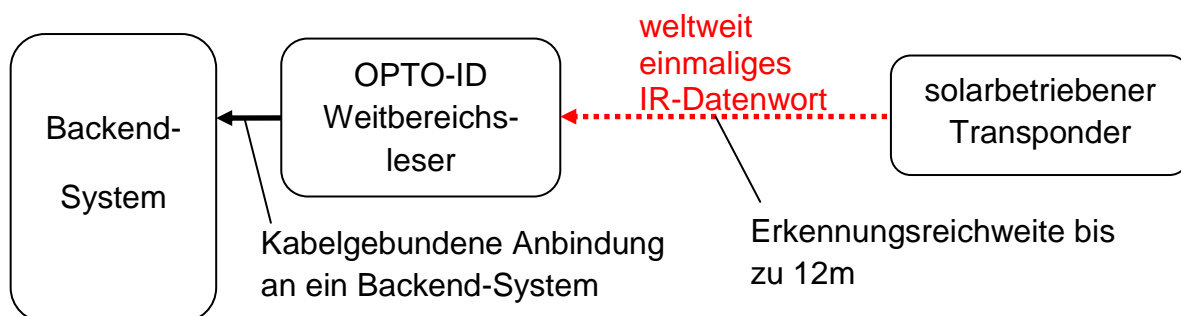 Backend-
System
OPTO-ID
Weitbereichs-
leser
weltweit
einmaliges
IR-Datenwort
solarbetriebener
Transponder
Kabelgebundene Anbindung
an ein Backend-System
Erkennungsreichweite bis
zu 12m